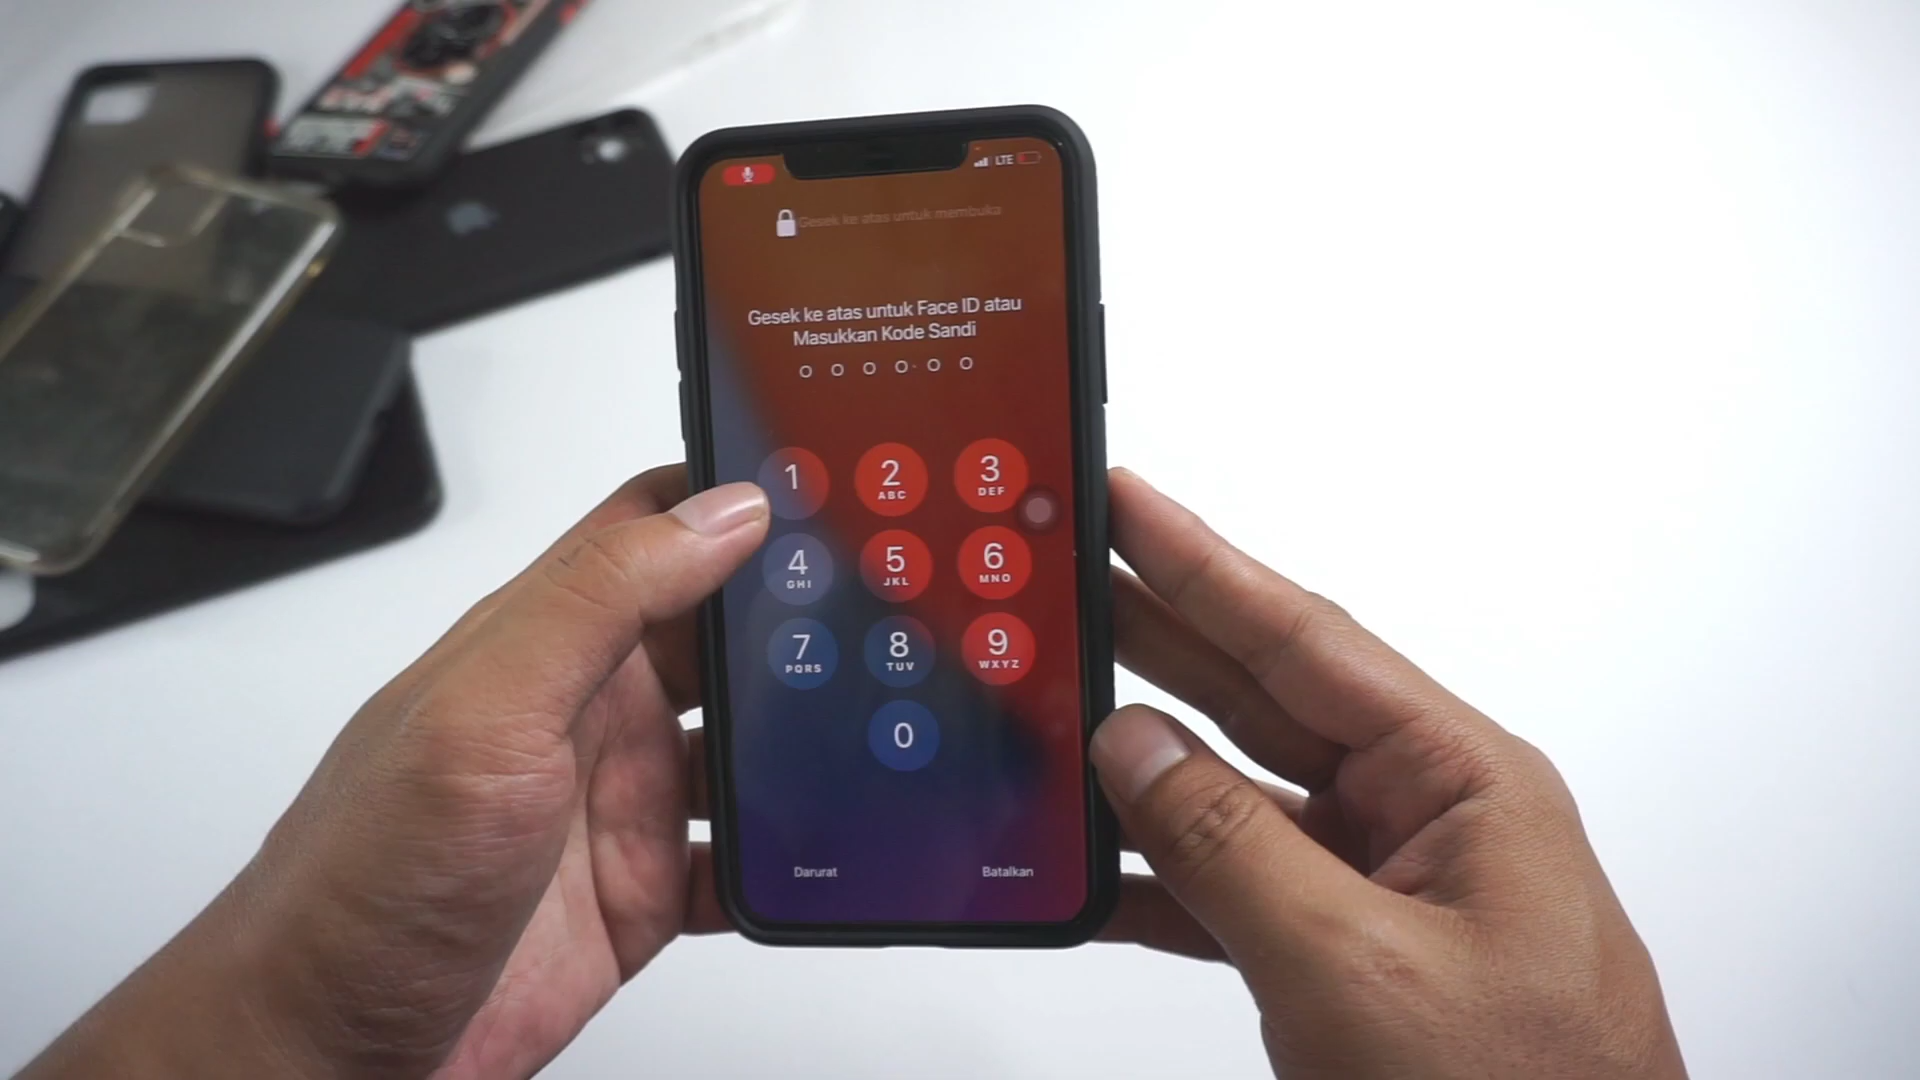 LTE
Gesek ke atas untuk membuka
Gesek ke atas untuk Face ID atau
Masukkan Kode Sandi
1
2
ABC
3
DEF
4
GHI
5
JKL
6
MNO
7
PQRS
8
TUV
9
WXYZ
0
Darurat
Batalkan